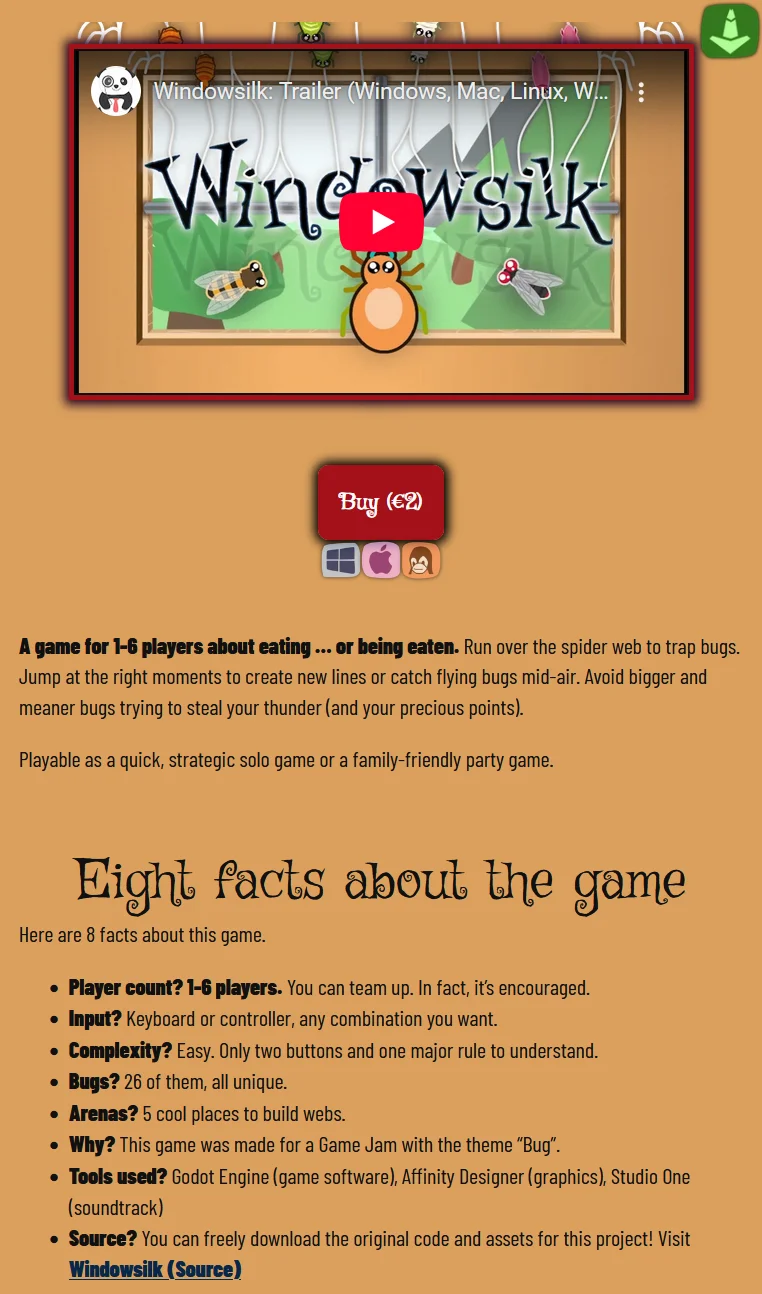 Windowsilk: Trailer (Windows, Mac, Linux, W...
Windowsilk
Buy (€2)
A game for 1-6 players about eating … or being eaten. Run over the spider web to trap bugs.
Jump at the right moments to create new lines or catch flying bugs mid-air. Avoid bigger and
meaner bugs trying to steal your thunder (and your precious points).
Playable as a quick, strategic solo game or a family-friendly party game.
Eight facts about the game
Here are 8 facts about this game.
• Player count? 1-6 players. You can team up. In fact, it’s encouraged.
• Input? Keyboard or controller, any combination you want.
• Complexity? Easy. Only two buttons and one major rule to understand.
• Bugs? 26 of them, all unique.
• Arenas? 5 cool places to build webs.
• Why? This game was made for a Game Jam with the theme “Bug”.
• Tools used? Godot Engine (game software), Affinity Designer (graphics), Studio One
(soundtrack)
• Source? You can freely download the original code and assets for this project! Visit
Windowsilk (Source)